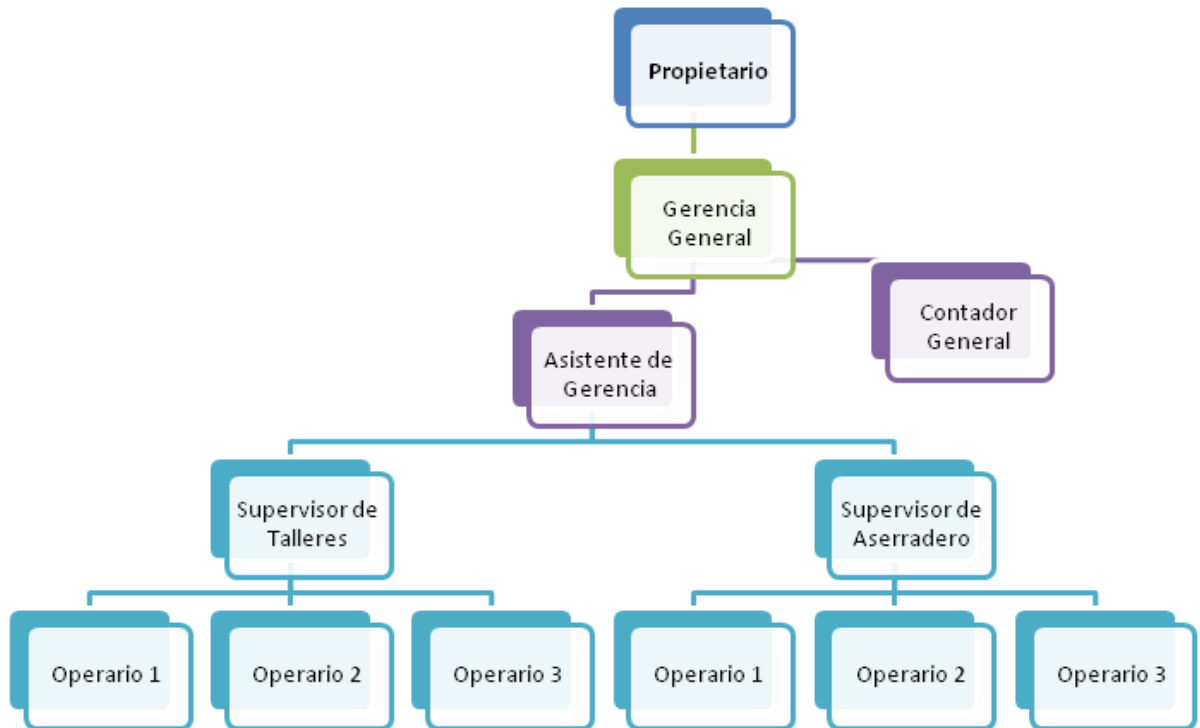 Propietario
Gerencia
General
Contador
General
Asistente de
Gerencia
Supervisor de
Talleres
Supervisor de
Aserradero
Operario 1
Operario 2
Operario 3
Operario 1
Operario 2
Operario 3